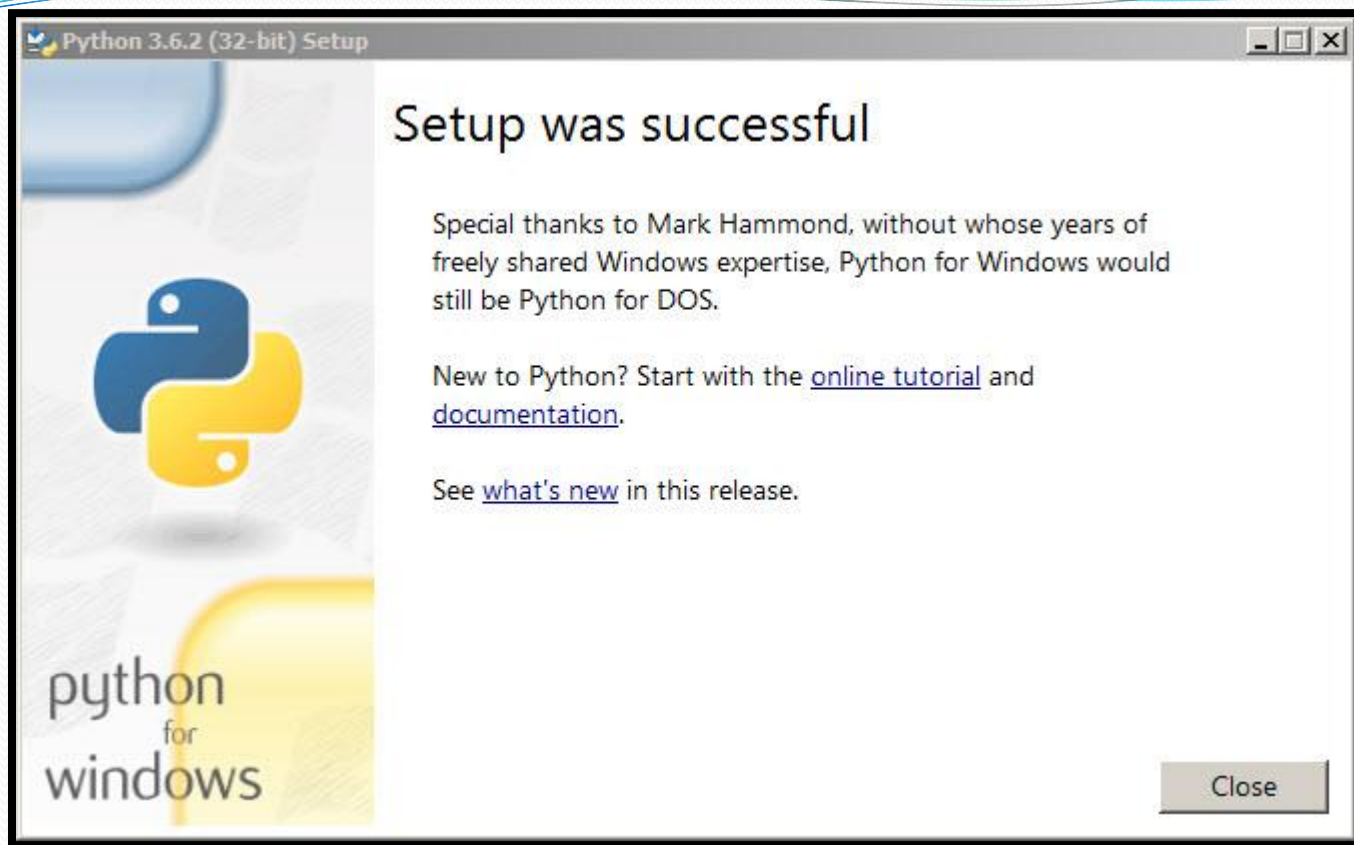 Python 3.6.2 (32-bit) Setup
Setup was successful
Special thanks to Mark Hammond, without whose years of
freely shared Windows expertise, Python for Windows would
still be Python for DOS.
New to Python? Start with the online tutorial and
documentation.
See what's new in this release.
python
for
windows
Close